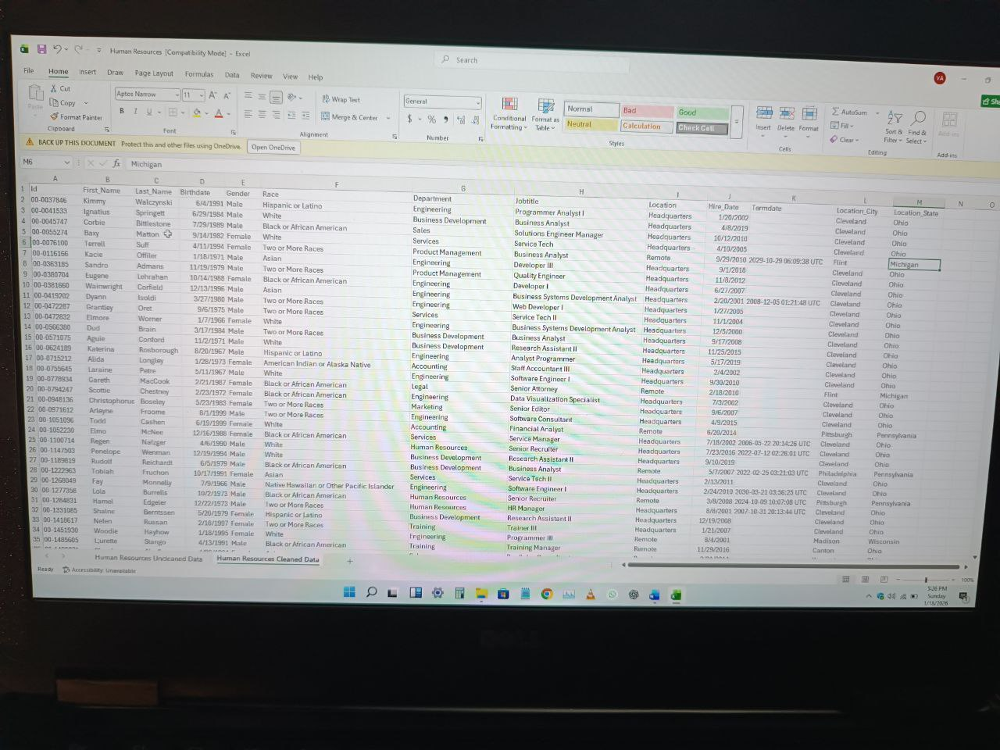 Human Resources [Compatibility Mode] - Excel
Search
VA
File Home Insert Draw Page Layout Formulas Data Review View Help
Sha
Paste Cut Copy Format Painter
Aptos Narrow 11 A A
B I U A
Wrap Text Merge & Center
General
$ % 9
Conditional Formatting Format as Table
Normal Bad Good
Neutral Calculation Check Cell
Insert Delete Format
AutoSum Fill Clear
Sort & Filter Find & Select
Add-ins
Clipboard Font Alignment Number Styles Cells Editing Add-ins
BACK UP THIS DOCUMENT Protect this and other files using OneDrive. Open OneDrive
M6 fx Michigan
A B C D E F G H I J K L M N O
1 Id First_Name Last_Name Birthdate Gender Race Department Jobtitle Location Hire_Date Termdate Location_City Location_State
2 00-0037846 Kimmy Walczynski 6/4/1991 Male Hispanic or Latino Engineering Programmer Analyst I Headquarters 1/20/2002 Cleveland Ohio
3 00-0041533 Ignatius Springett 6/29/1984 Male White Business Development Business Analyst Headquarters 4/8/2019 Cleveland Ohio
4 00-0045747 Corbie Bittlestone 7/29/1989 Male Black or African American Sales Solutions Engineer Manager Headquarters 10/12/2010 Cleveland Ohio
5 00-0055274 Baxy Matton 9/14/1982 Female White Services Service Tech Headquarters 4/10/2005 Cleveland Ohio
6 00-0076100 Terrell Suff 4/11/1994 Female Two or More Races Product Management Business Analyst Remote 9/29/2010 2029-10-29 06:09:38 UTC Flint Michigan
7 00-0116166 Kacie Offiler 1/18/1971 Male Asian Engineering Developer III Headquarters 9/1/2018 Cleveland Ohio
8 00-0363185 Sandro Admans 11/19/1979 Male Two or More Races Product Management Quality Engineer Headquarters 11/8/2012 Cleveland Ohio
9 00-0380704 Eugene Lehrahan 10/14/1988 Female Black or African American Engineering Developer I Headquarters 6/27/2007 Cleveland Ohio
10 00-0381660 Wainwright Corfield 12/13/1996 Male Asian Engineering Business Systems Development Analyst Headquarters 2/20/2001 2008-12-05 01:21:48 UTC Cleveland Ohio
11 00-0419202 Dyann Isoldi 3/27/1980 Male Two or More Races Engineering Web Developer I Headquarters 1/27/2005 Cleveland Ohio
12 00-0472287 Grantley Oret 9/6/1975 Male Two or More Races Services Service Tech II Headquarters 11/1/2004 Cleveland Ohio
13 00-0472832 Elmore Worner 1/7/1966 Female White Engineering Business Systems Development Analyst Headquarters 12/5/2000 Cleveland Ohio
14 00-0566380 Dud Brain 3/17/1984 Male Two or More Races Business Development Business Analyst Headquarters 9/17/2008 Cleveland Ohio
15 00-0571075 Aguie Conford 11/2/1971 Male White Business Development Research Assistant II Headquarters 11/25/2015 Cleveland Ohio
16 00-0624189 Katerina Rosborough 8/20/1967 Male Hispanic or Latino Engineering Analyst Programmer Headquarters 5/17/2019 Cleveland Ohio
17 00-0715212 Alida Longley 1/28/1973 Female American Indian or Alaska Native Accounting Staff Accountant III Headquarters 2/4/2002 Cleveland Ohio
18 00-0755645 Laraine Petre 5/11/1967 Male White Engineering Software Engineer I Headquarters 9/30/2010 Cleveland Ohio
19 00-0778934 Gareth MacCook 2/21/1987 Female Black or African American Legal Senior Attorney Remote 2/18/2010 Flint Michigan
20 00-0794247 Scottie Chestney 2/23/1972 Female Black or African American Engineering Data Visualization Specialist Headquarters 7/3/2002 Cleveland Ohio
21 00-0948136 Christophorus Boseley 5/23/1983 Female Two or More Races Marketing Senior Editor Headquarters 9/6/2007 Cleveland Ohio
22 00-0971612 Arleyne Froome 8/1/1999 Male Two or More Races Engineering Software Consultant Headquarters 4/9/2015 Cleveland Ohio
23 00-1051096 Todd Cashen 6/19/1999 Female White Accounting Financial Analyst Remote 6/20/2014 Pittsburgh Pennsylvania
24 00-1052230 Elmo McNee 12/16/1988 Female Black or African American Services Service Manager Headquarters 7/18/2002 2006-05-22 20:14:26 UTC Cleveland Ohio
25 00-1100714 Regen Natzger 4/6/1990 Male White Human Resources Senior Recruiter Headquarters 7/23/2016 2022-07-12 02:26:01 UTC Cleveland Ohio
26 00-1147503 Penelope Wenman 12/19/1994 Male White Business Development Research Assistant II Headquarters 9/10/2019 Cleveland Ohio
27 00-1189819 Rudolf Reichardt 6/5/1979 Male Black or African American Business Development Business Analyst Remote 5/7/2007 2022-02-25 03:21:03 UTC Philadelphia Pennsylvania
28 00-1222963 Tobiah Fruchon 10/17/1991 Female Asian Services Service Tech II Headquarters 2/13/2011 Cleveland Ohio
29 00-1268049 Fay Monnelly 7/9/1966 Male Native Hawaiian or Other Pacific Islander Engineering Software Engineer I Headquarters 2/24/2010 2030-03-21 03:56:25 UTC Cleveland Ohio
30 00-1277358 Lola Burrells 10/2/1973 Male Black or African American Human Resources Senior Recruiter Remote 3/8/2008 2024-10-09 10:07:08 UTC Pittsburgh Pennsylvania
31 00-1284831 Hamel Edgeler 12/22/1973 Male Two or More Races Human Resources HR Manager Headquarters 8/8/2001 2007-10-31 20:13:44 UTC Cleveland Ohio
32 00-1331085 Shaine Berntssen 5/20/1979 Female Hispanic or Latino Business Development Research Assistant II Headquarters 12/19/2008 Cleveland Ohio
33 00-1418617 Nelen Russan 2/18/1997 Female Two or More Races Training Trainer III Headquarters 1/21/2007 Cleveland Ohio
34 00-1451930 Woodie Hayhow 1/18/1995 Female White Engineering Programmer III Remote 8/4/2001 Madison Wisconsin
35 00-1485605 Lurette Stango 4/13/1991 Male Black or African American Training Training Manager Remote 11/29/2016 Canton Ohio
Human Resources Uncleaned Data Human Resources Cleaned Data +
Ready Accessibility: Unavailable 100%
5:26 PM
Sunday
1/18/2026
DELL